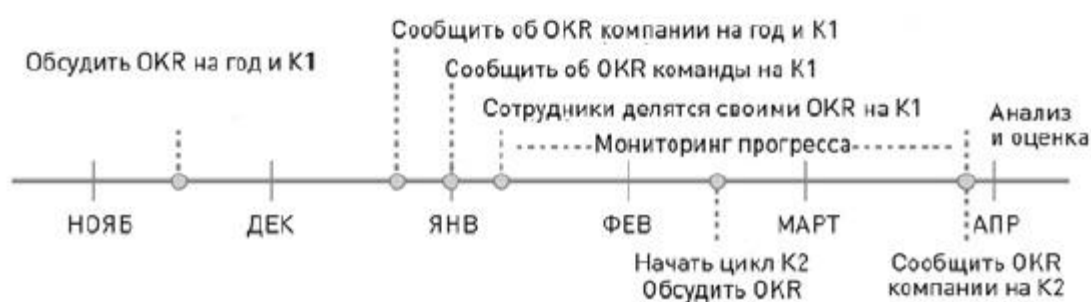 Сообщить об OKR компании на год и К1
Обсудить OKR на год и К1
Сообщить об OKR команды на К1
Сотрудники делятся своими OKR на К1
Анализ
и оценка
Мониторинг прогресса
НОЯБ
ДЕК
ЯНВ
ФЕВ
МАРТ
АПР
Начать цикл К2
Обсудить OKR
Сообщить OKR
компании на К2